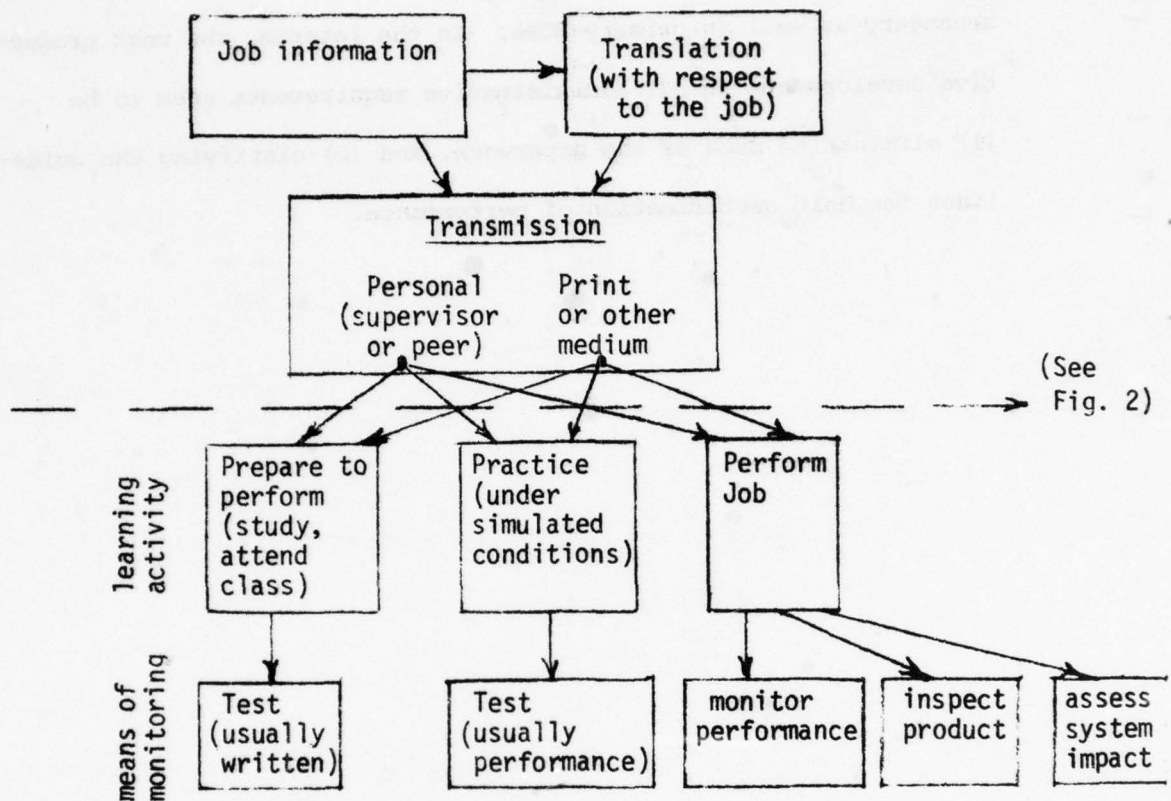 Job information
Translation
(with respect
to the job)
Transmission
Personal
(supervisor
or peer)
Print
or other
medium
(See
Fig. 2)
learning
activity
Prepare to
perform
(study,
attend
class)
Practice
(under
simulated
conditions)
Perform
Job
means of
monitoring
Test
(usually
written)
Test
(usually
performance)
monitor
performance
inspect
product
assess
system
impact